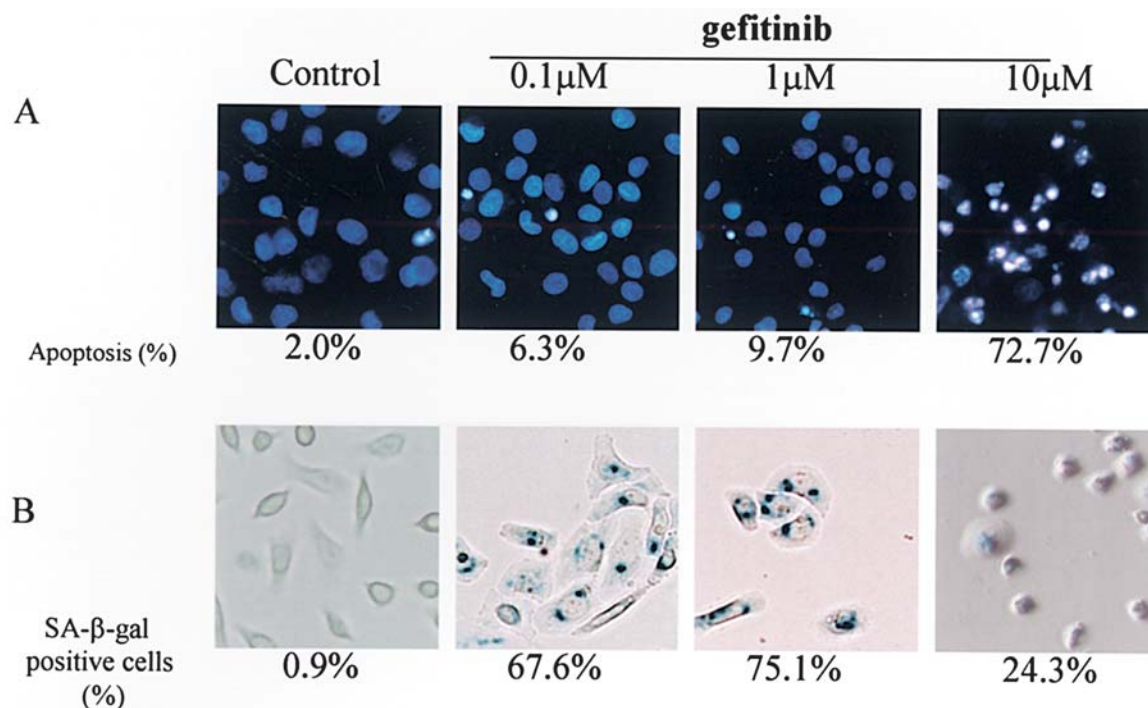 gefitinib
Control 0.1μM 1μM 10μM
A
Apoptosis (%) 2.0% 6.3% 9.7% 72.7%
B
SA-β-gal
positive cells
(%)
0.9% 67.6% 75.1% 24.3%